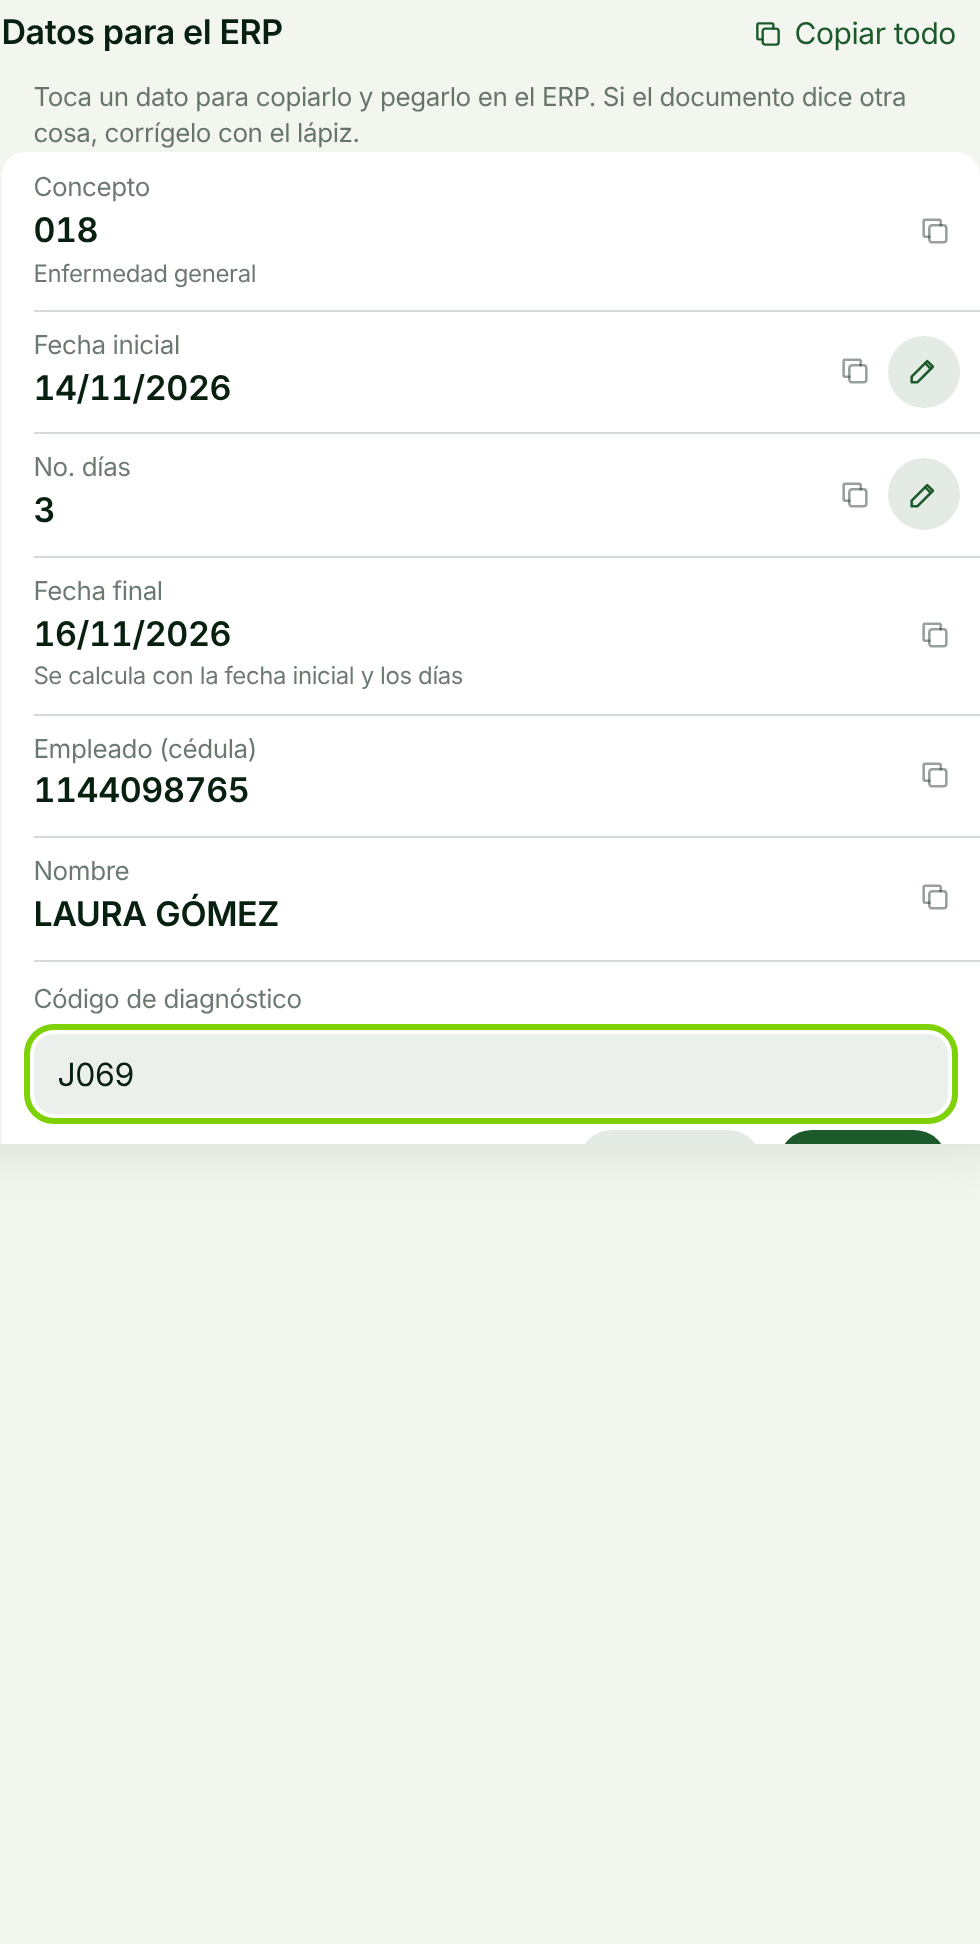 Datos para el ERP
Copiar todo
Toca un dato para copiarlo y pegarlo en el ERP. Si el documento dice otra
cosa, corrígelo con el lápiz.
Concepto
018
Enfermedad general
Fecha inicial
14/11/2026
No. días
3
Fecha final
16/11/2026
Se calcula con la fecha inicial y los días
Empleado (cédula)
1144098765
Nombre
LAURA GÓMEZ
Código de diagnóstico
J069